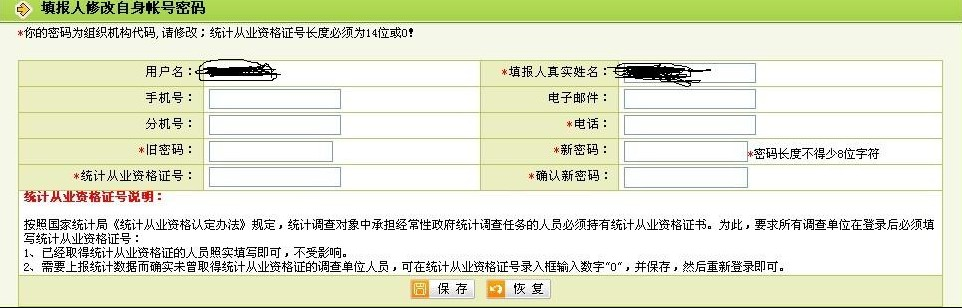 填报人修改自身帐号密码
*你的密码为组织机构代码,请修改；统计从业资格证号长度必须为14位或0!
用户名： *填报人真实姓名：
手机号： 电子邮件：
分机号： *电话：
*旧密码： *新密码： *密码长度不得少8位字符
*统计从业资格证号： *确认新密码：
统计从业资格证号说明：
按照国家统计局《统计从业资格认定办法》规定，统计调查对象中承担经常性政府统计调查任务的人员必须持有统计从业资格证书。为此，要求所有调查单位在登录后必须填
写统计从业资格证号：
1、已经取得统计从业资格证的人员照实填写即可，不受影响。
2、需要上报统计数据而确实未曾取得统计从业资格证的调查单位人员，可在统计从业资格证号录入框输入数字“0”，并保存，然后重新登录即可。
保存 恢复